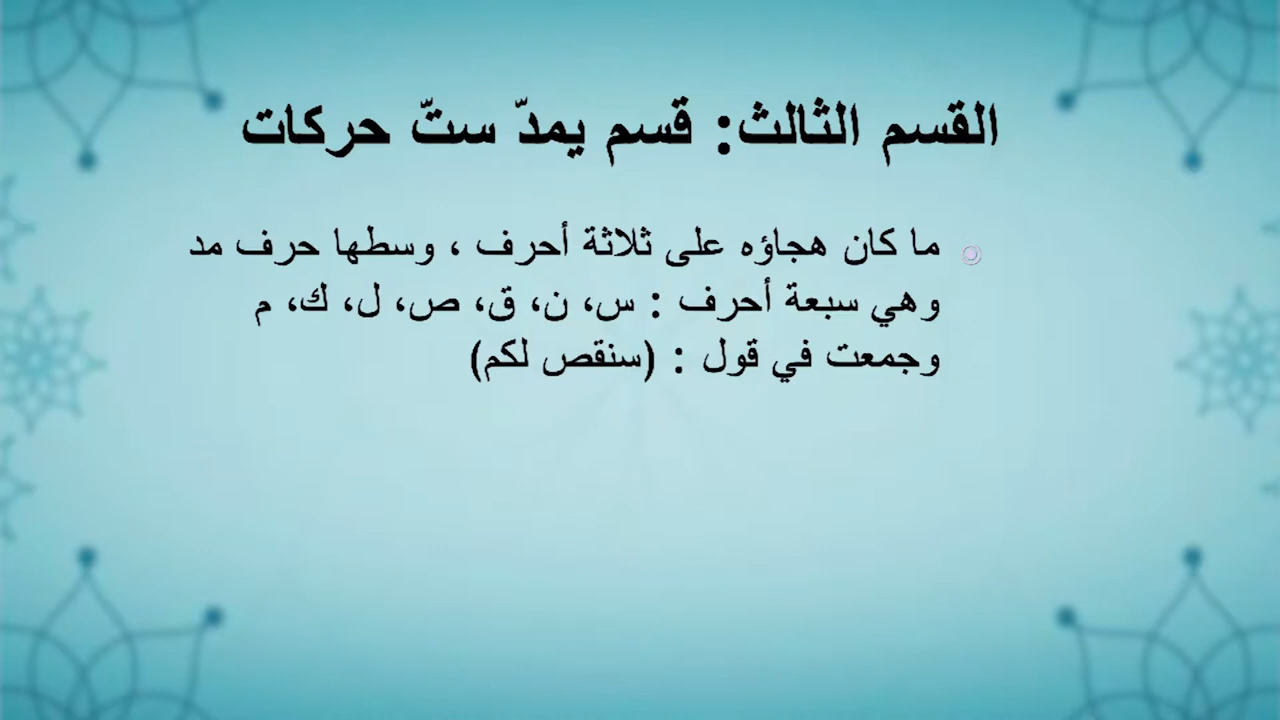 القسم الثالث: قسم يمدّ ستّ حركات
ما كان هجاؤه على ثلاثة أحرف ، وسطها حرف مد
وهي سبعة أحرف : س، ن، ق، ص، ل، ك، م
وجمعت في قول : (سنقص لكم)